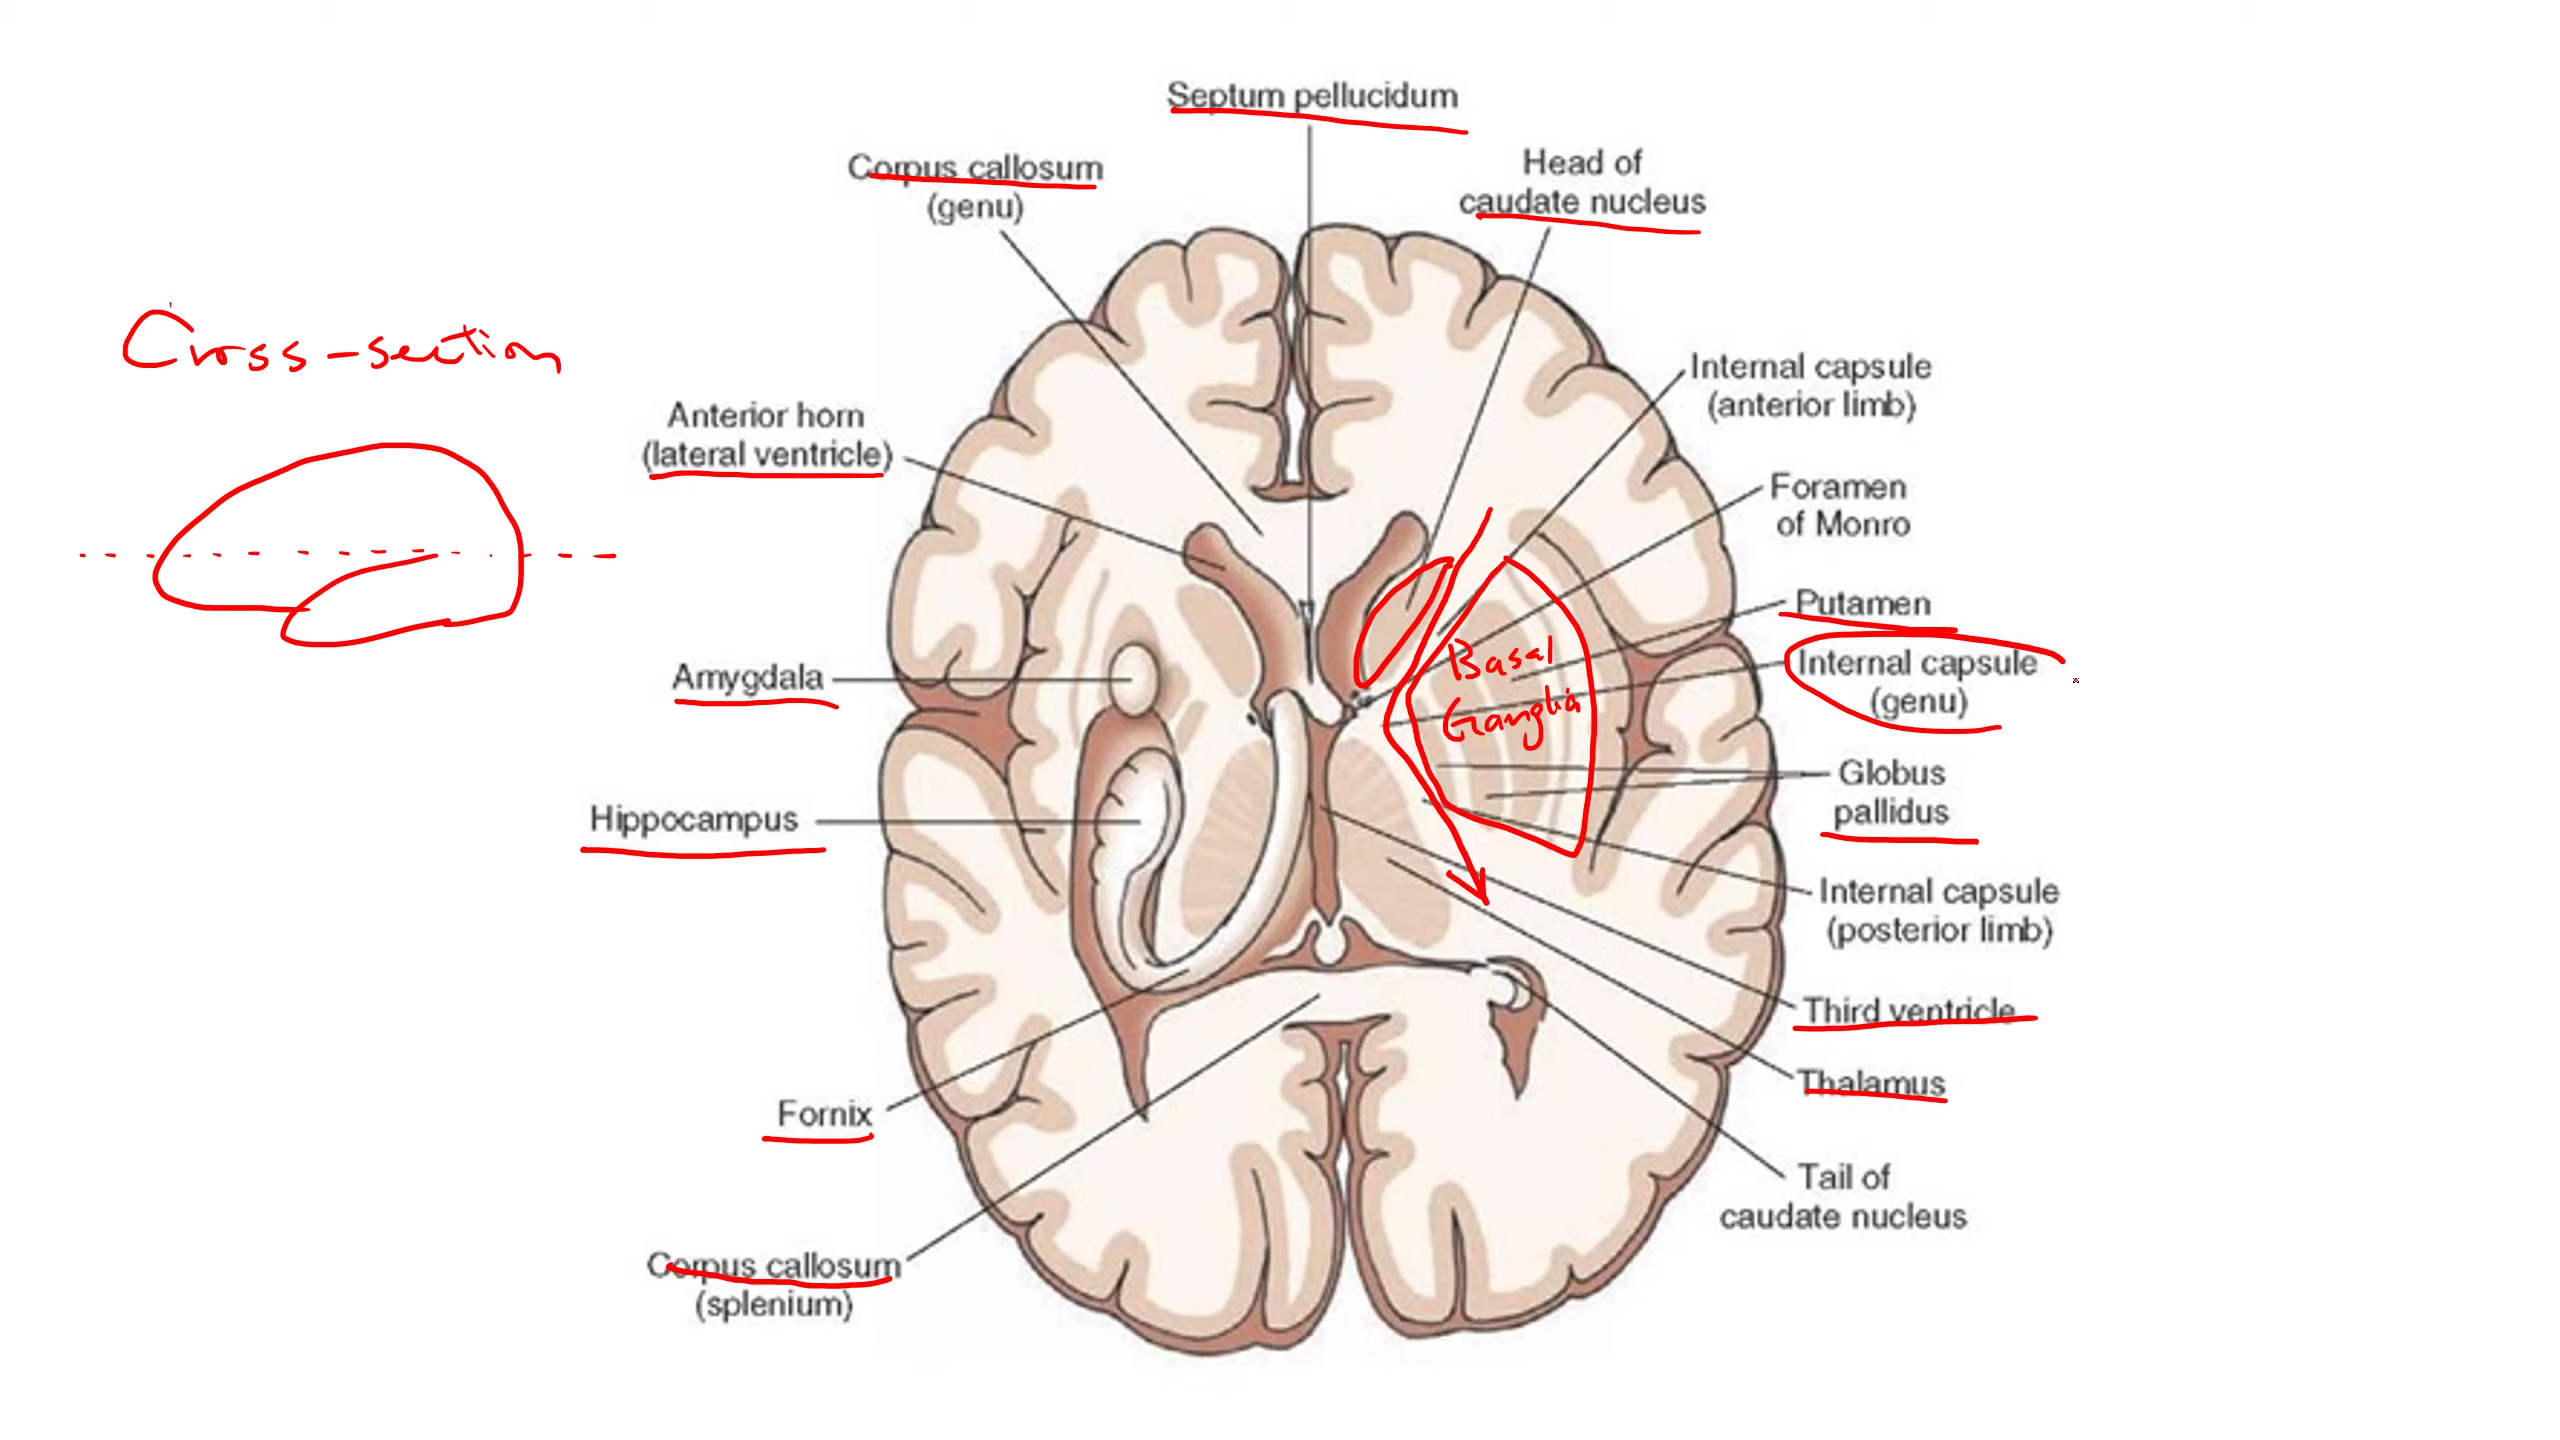 Septum pellucidum
Corpus callosum
(genu)
Head of
caudate nucleus
Cross-section
Internal capsule
(anterior limb)
Anterior horn
(lateral ventricle)
Foramen
of Monro
Putamen
Basal
Ganglia
Internal capsule
(genu)
Amygdala
Globus
pallidus
Hippocampus
Internal capsule
(posterior limb)
Third ventricle
Thalamus
Fornix
Tail of
caudate nucleus
Corpus callosum
(splenium)